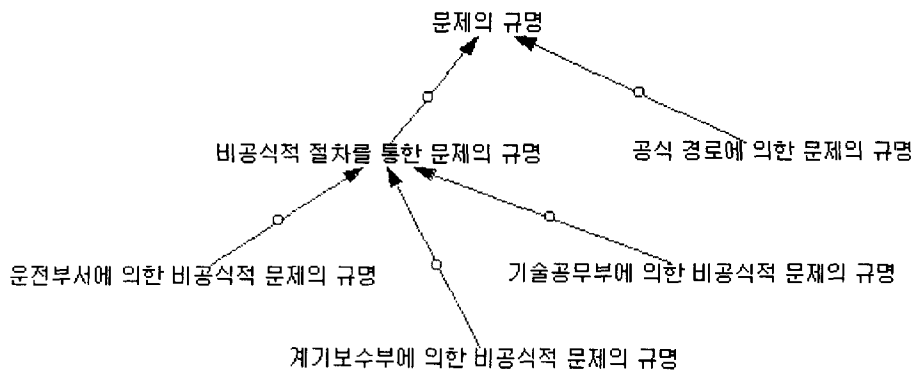 문제의 규명
비공식적 절차를 통한 문제의 규명
공식 경로에 의한 문제의 규명
운전부서에 의한 비공식적 문제의 규명
기술공무부에 의한 비공식적 문제의 규명
계기보수부에 의한 비공식적 문제의 규명